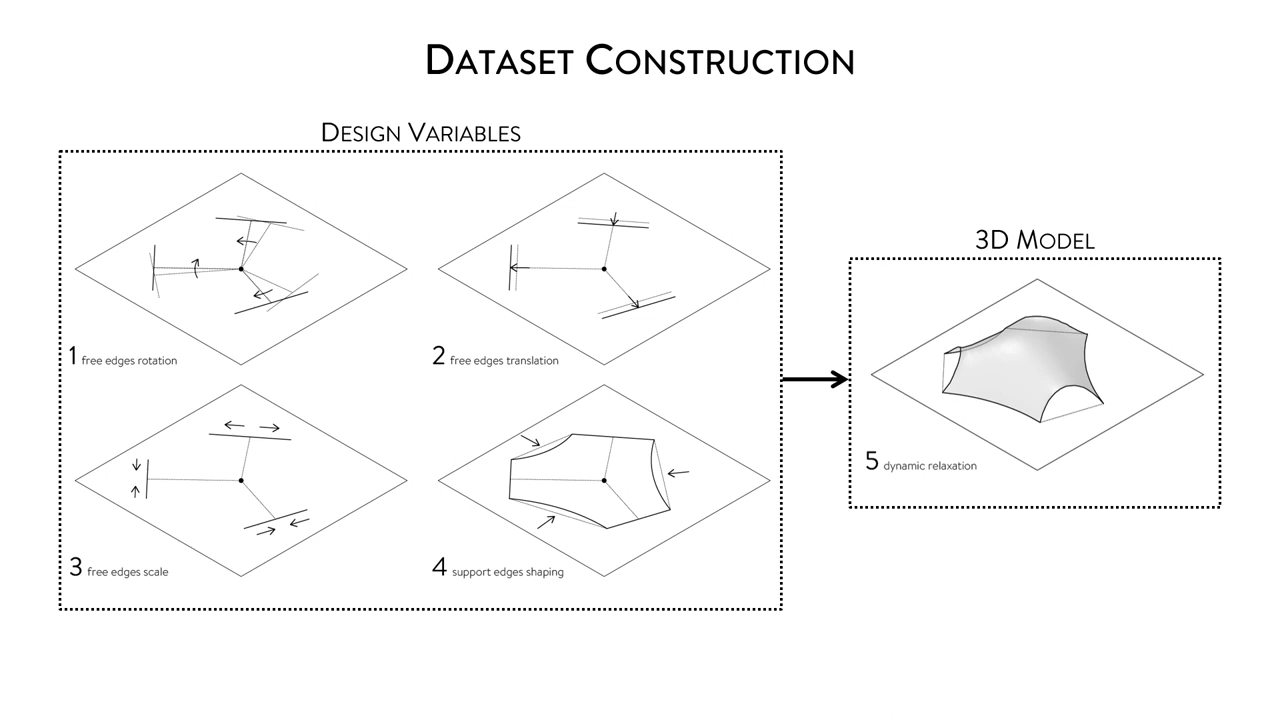 DATASET CONSTRUCTION
DESIGN VARIABLES
1 free edges rotation
2 free edges translation
3 free edges scale
4 support edges shaping
3D MODEL
5 dynamic relaxation